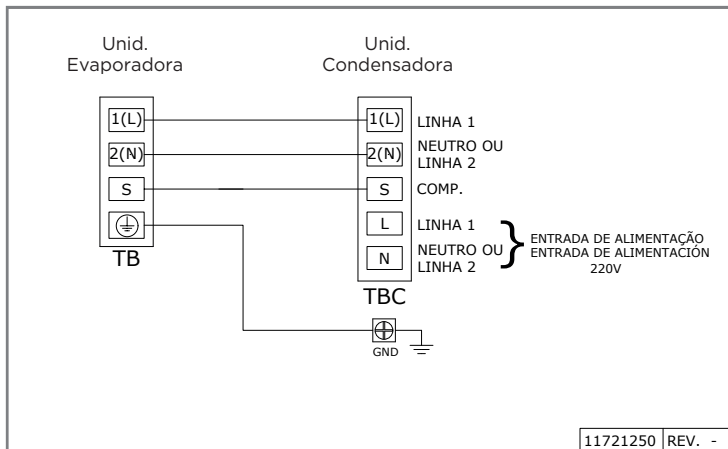 Unid.
Evaporadora
Unid.
Condensadora
1(L)
1(L)
LINHA 1
2(N)
2(N)
NEUTRO OU
LINHA 2
S
S
COMP.
L
LINHA 1
N
NEUTRO OU
LINHA 2
ENTRADA DE ALIMENTAÇÃO
ENTRADA DE ALIMENTACIÓN
220V
TB
TBC
GND
11721250 REV. -